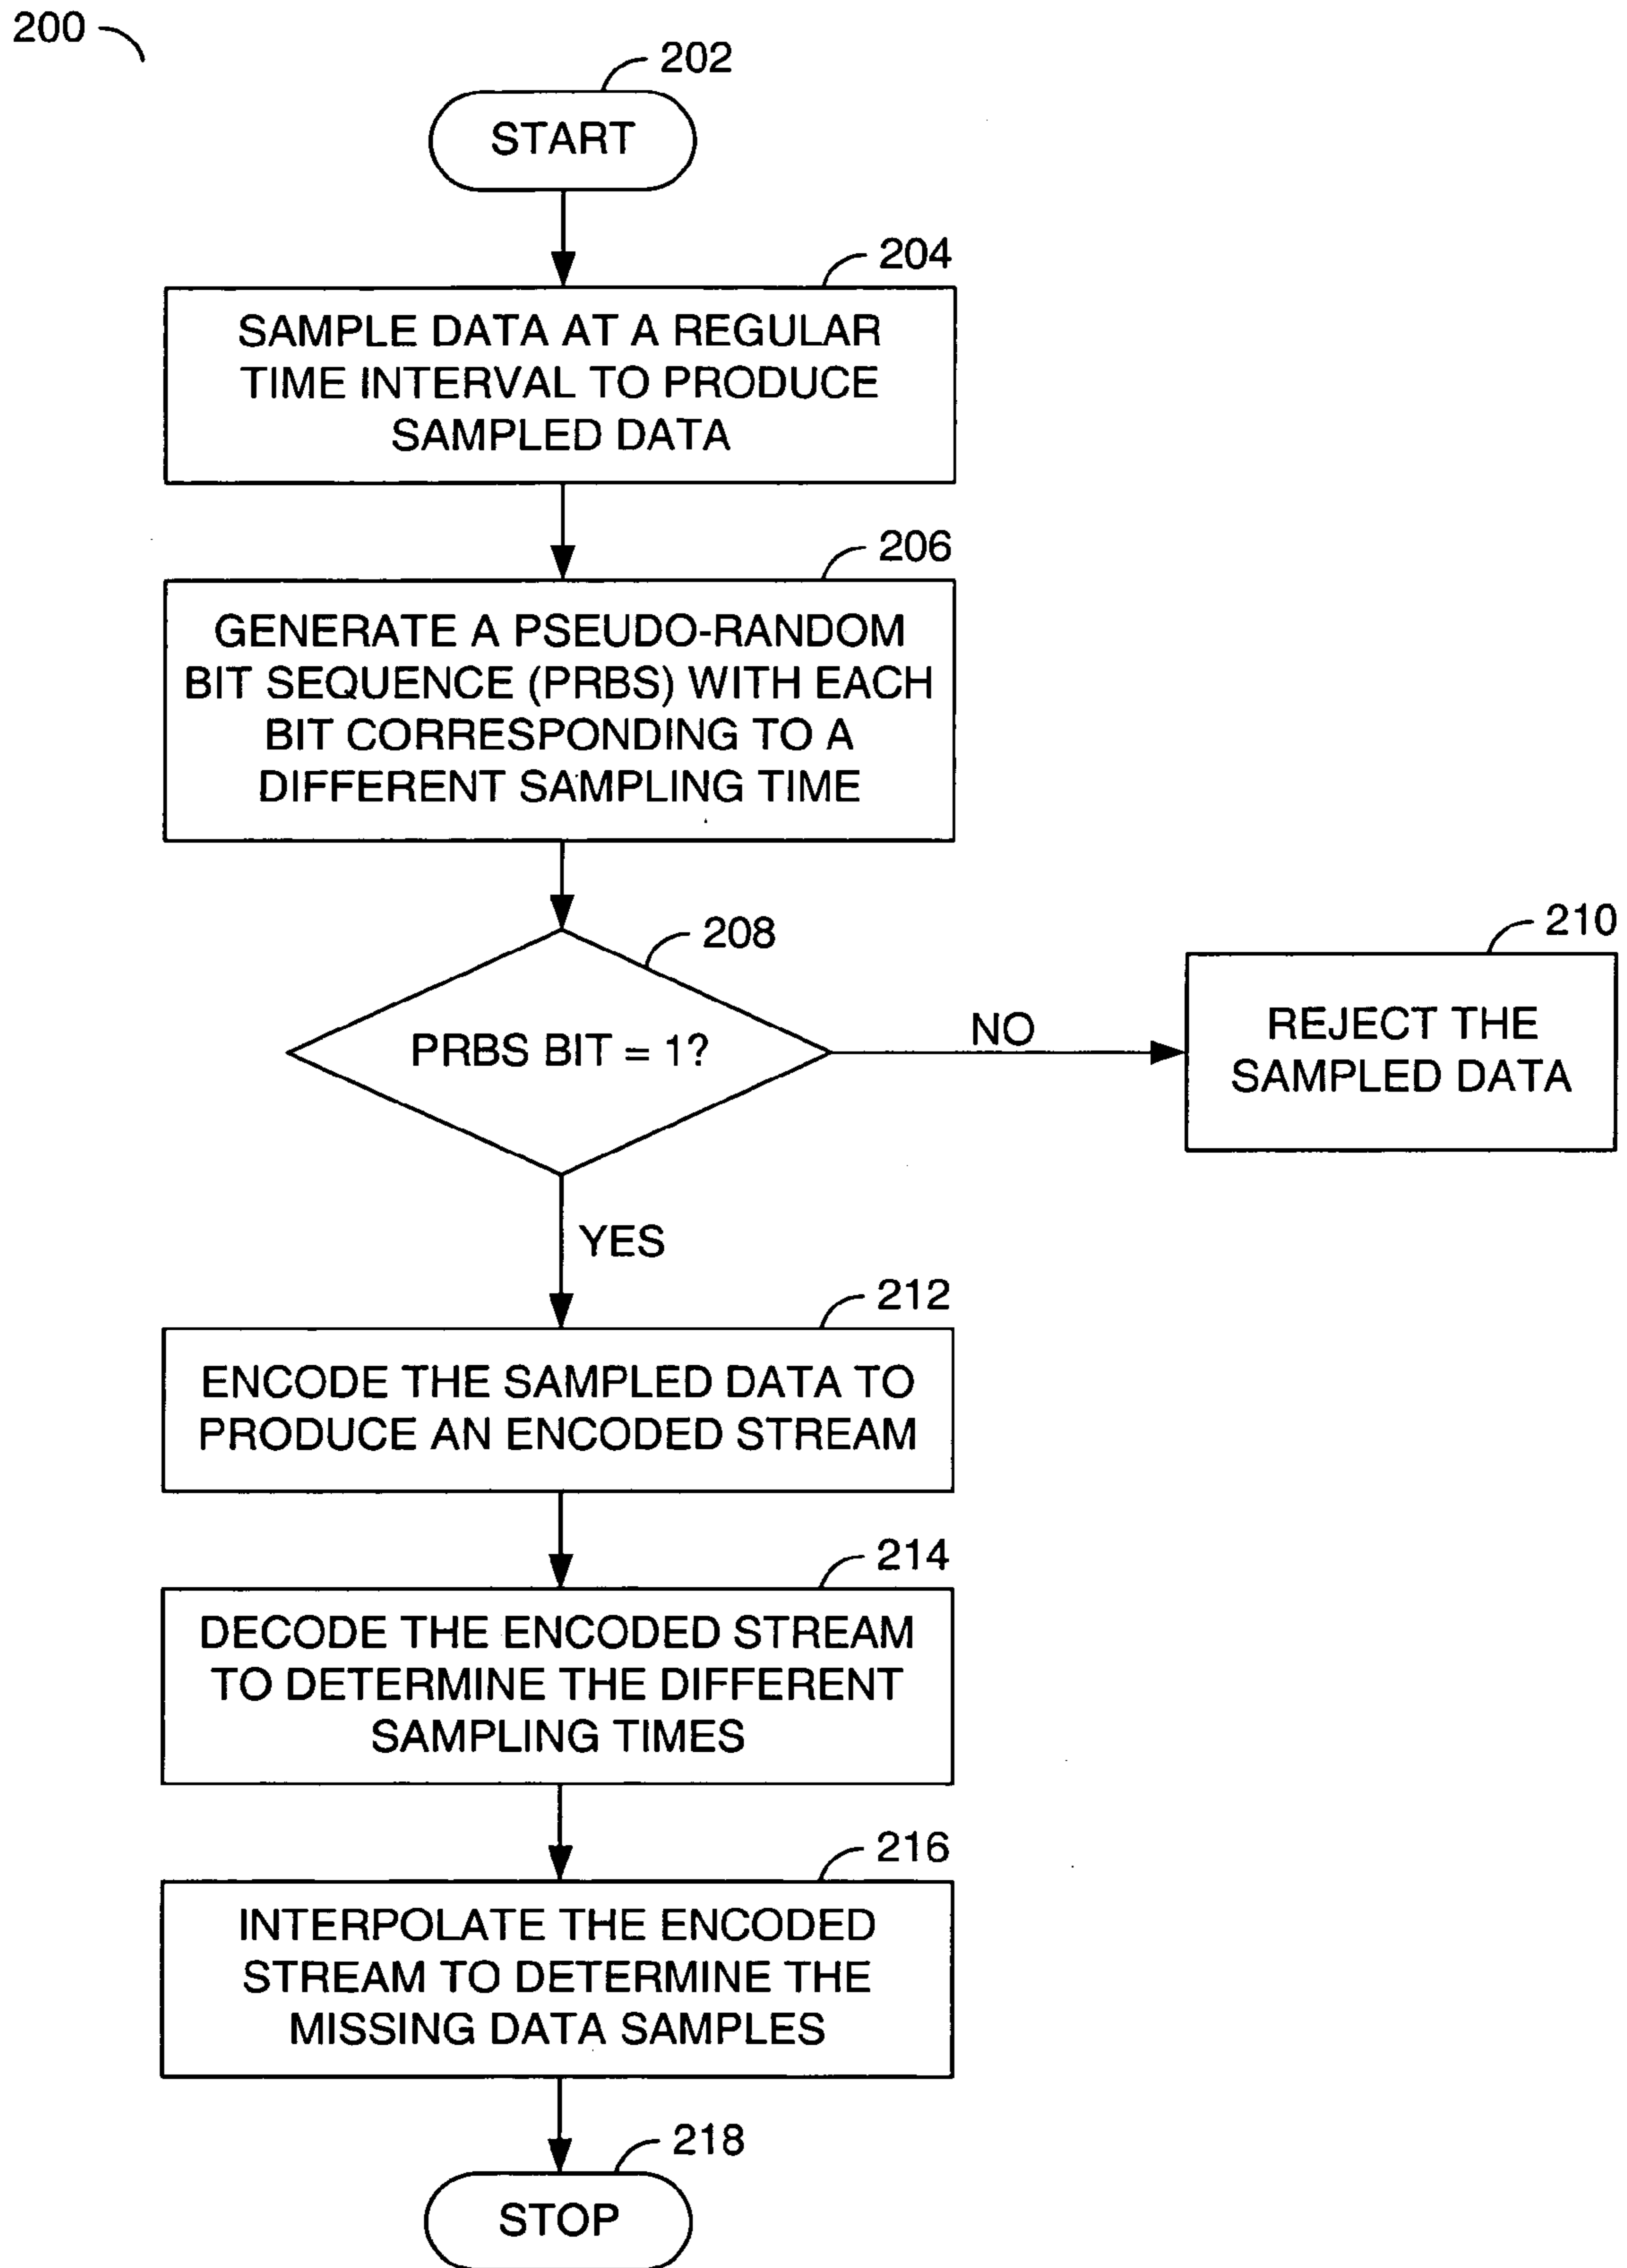 200
202
START
204
SAMPLE DATA AT A REGULAR
TIME INTERVAL TO PRODUCE
SAMPLED DATA
206
GENERATE A PSEUDO-RANDOM
BIT SEQUENCE (PRBS) WITH EACH
BIT CORRESPONDING TO A
DIFFERENT SAMPLING TIME
208
PRBS BIT = 1?
NO
210
REJECT THE
SAMPLED DATA
YES
212
ENCODE THE SAMPLED DATA TO
PRODUCE AN ENCODED STREAM
214
DECODE THE ENCODED STREAM
TO DETERMINE THE DIFFERENT
SAMPLING TIMES
216
INTERPOLATE THE ENCODED
STREAM TO DETERMINE THE
MISSING DATA SAMPLES
218
STOP